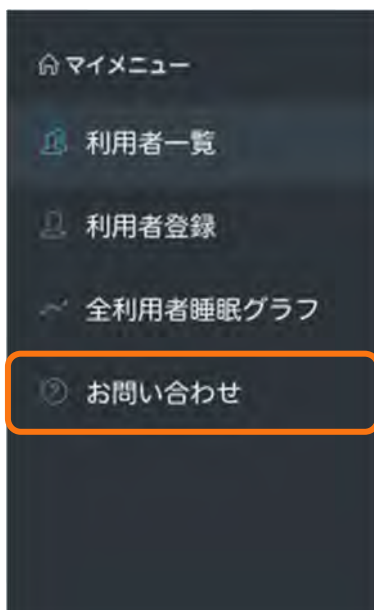 マイメニュー
利用者一覧
利用者登録
全利用者睡眠グラフ
お問い合わせ